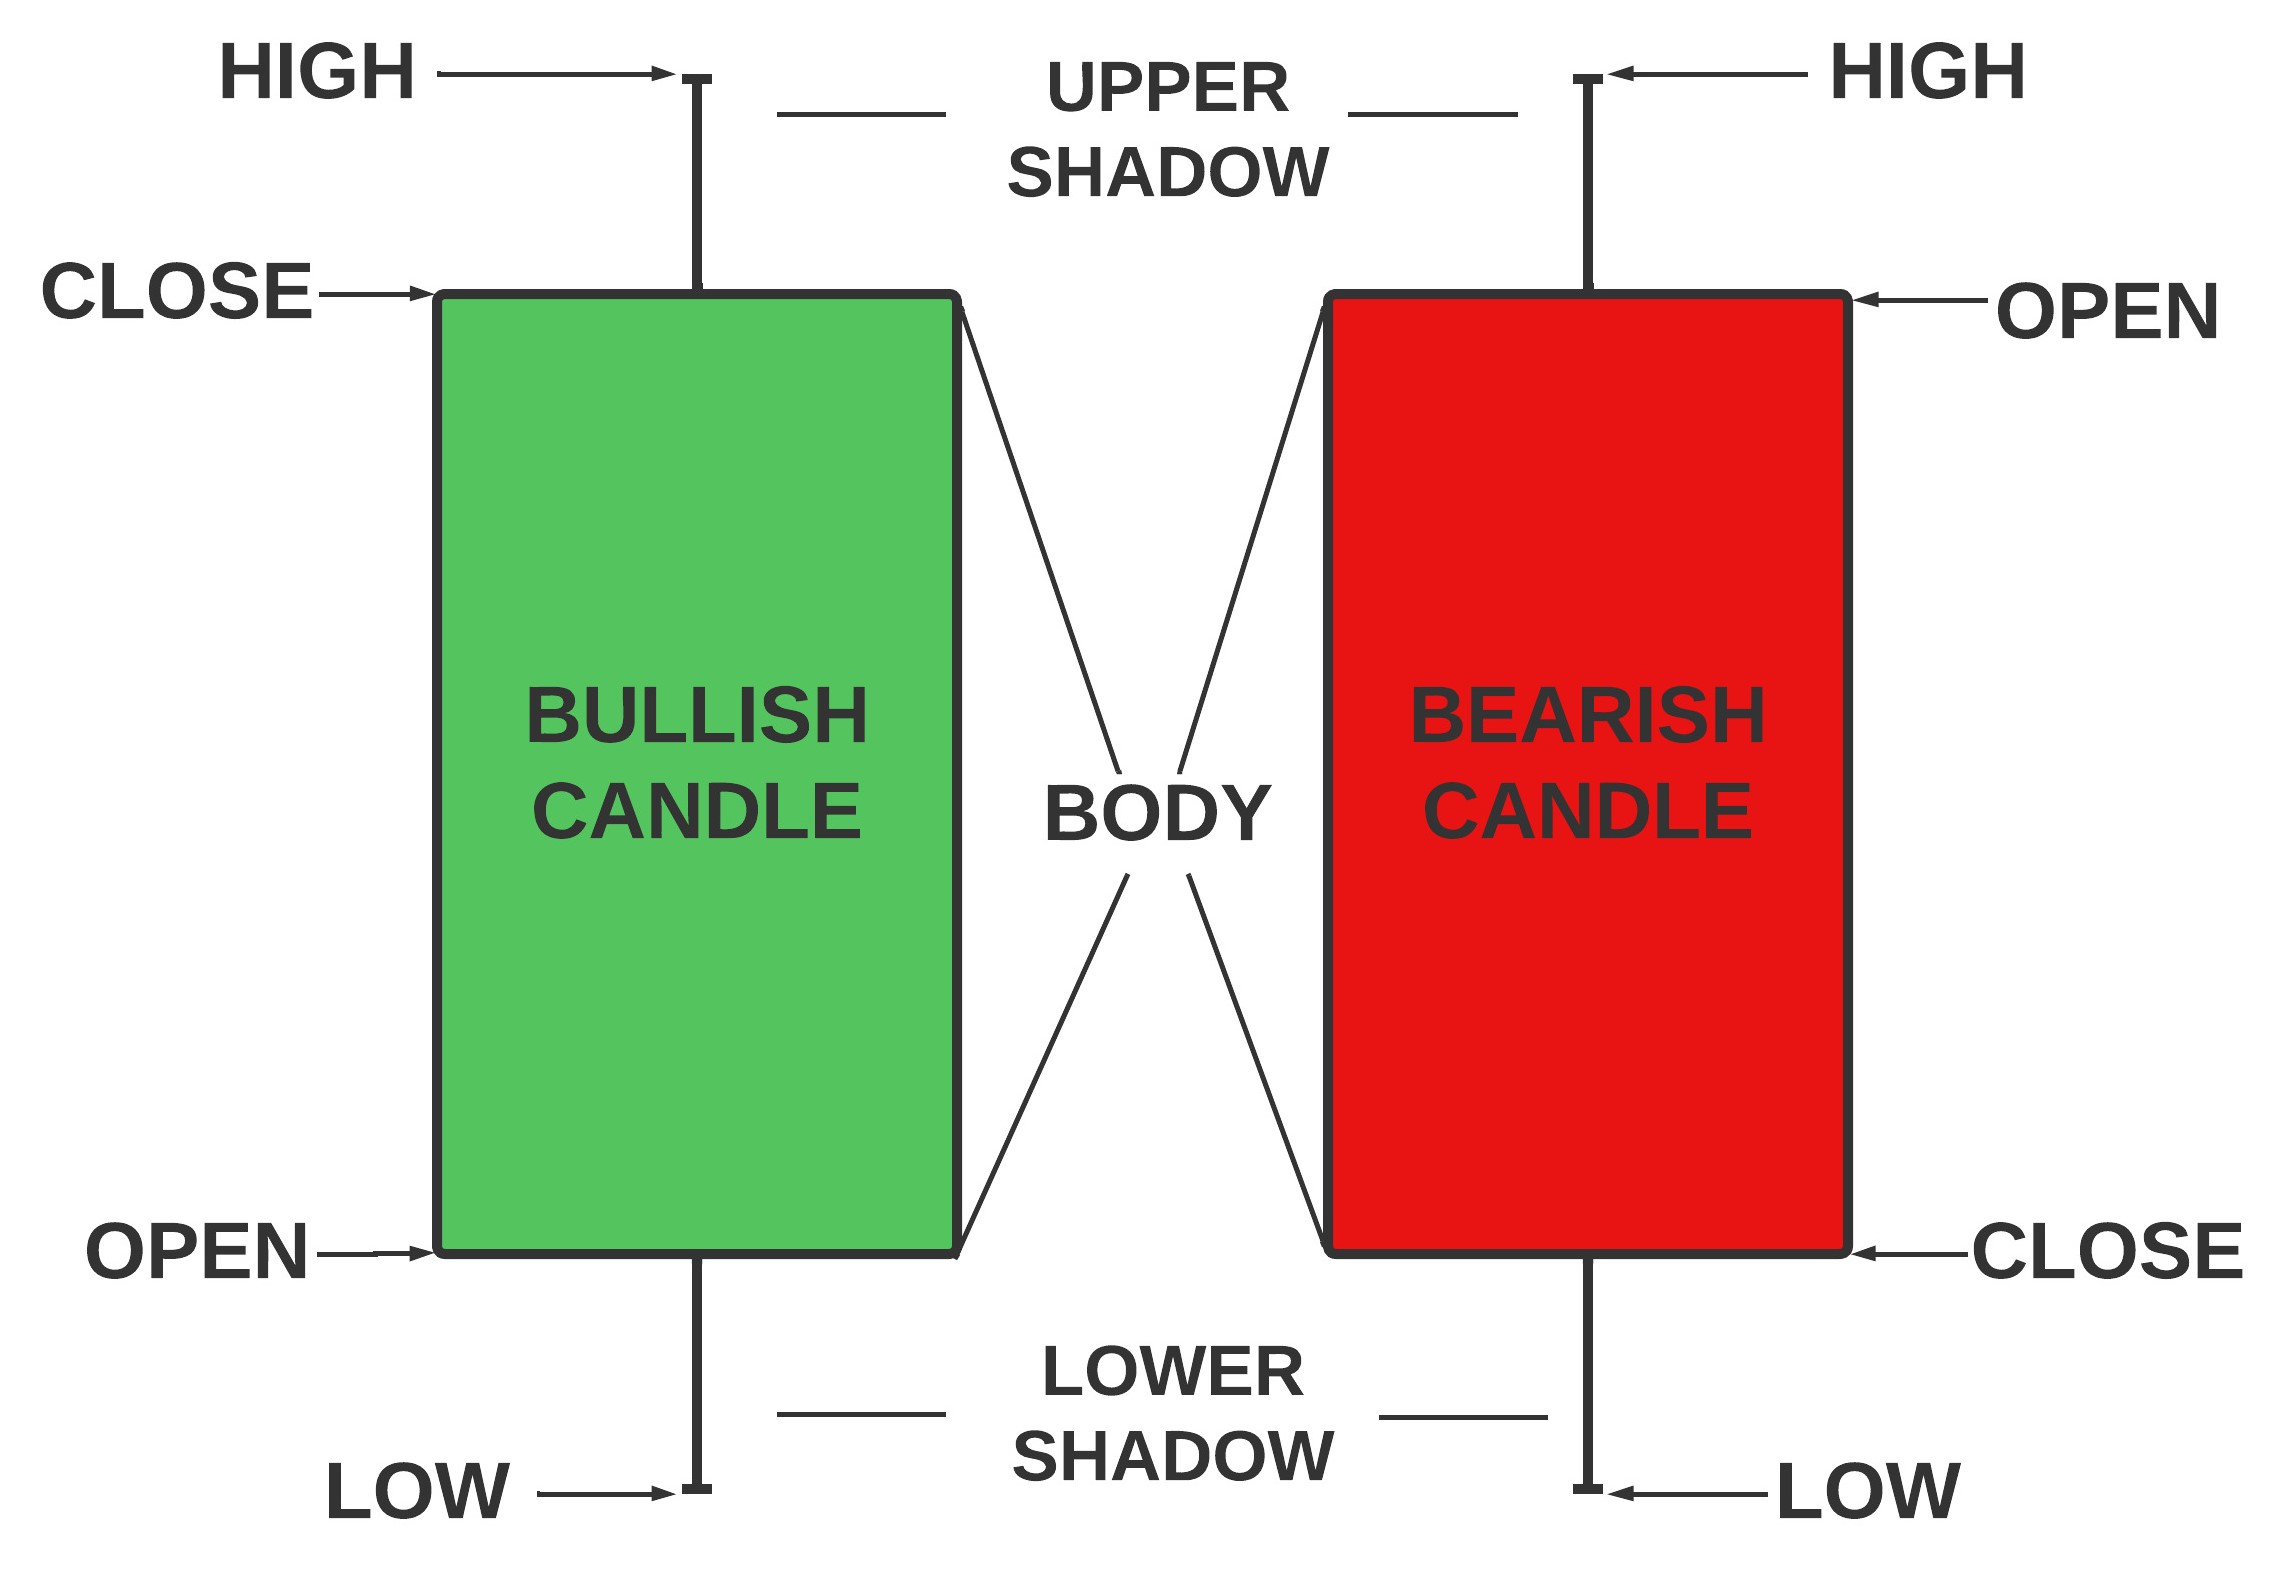 HIGH
UPPER
SHADOW
HIGH
CLOSE
OPEN
BULLISH
CANDLE
BODY
BEARISH
CANDLE
OPEN
CLOSE
LOWER
SHADOW
LOW
LOW